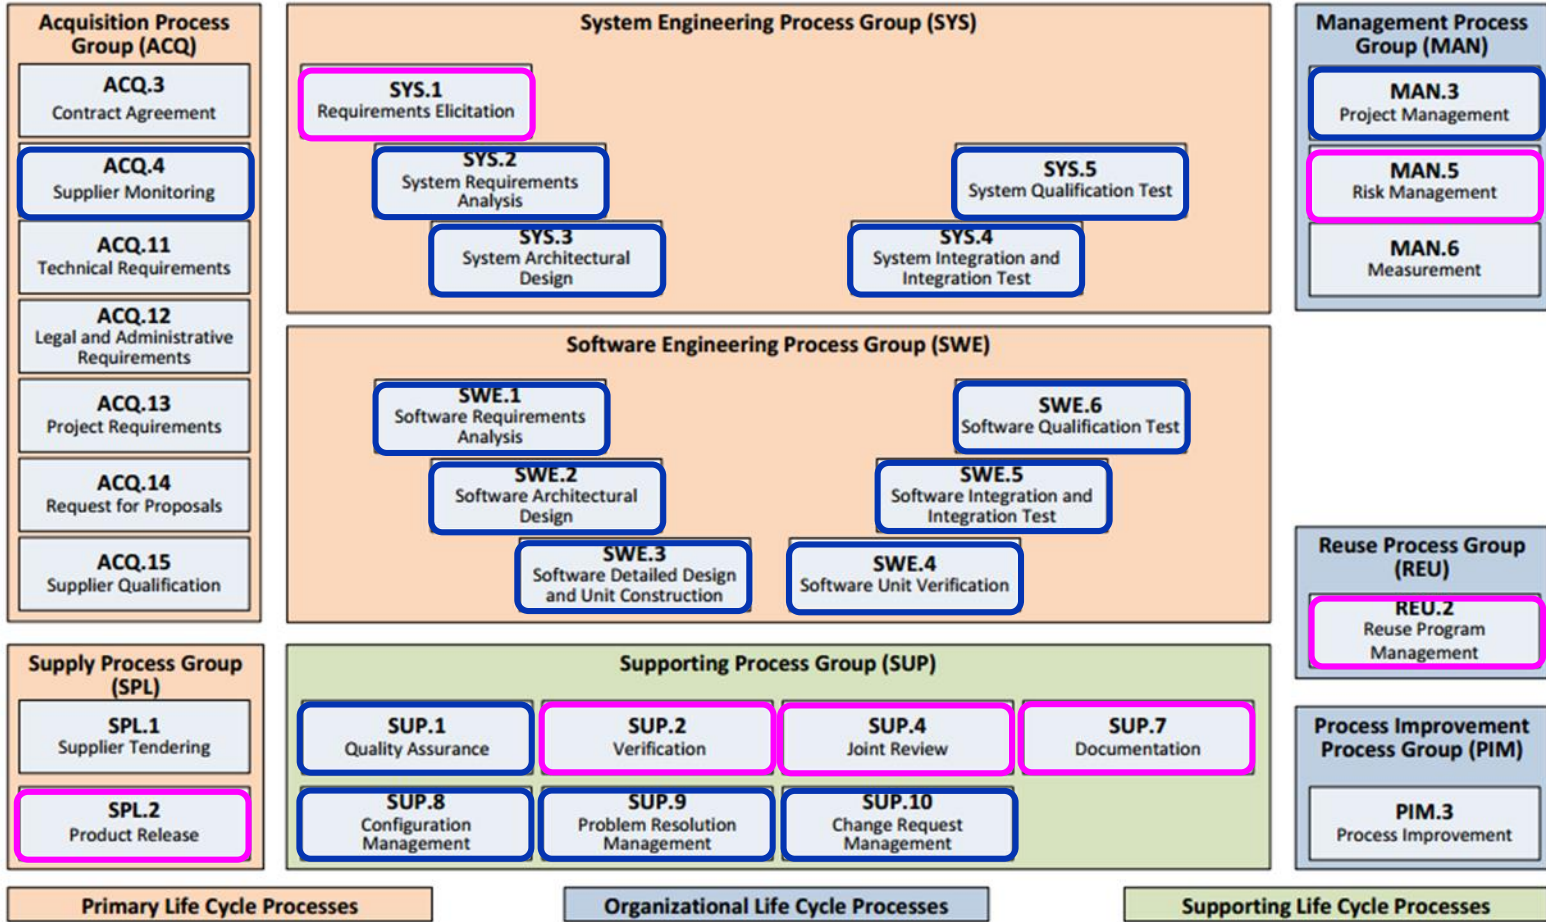 Acquisition Process
Group (ACQ)
ACQ.3
Contract Agreement
ACQ.4
Supplier Monitoring
ACQ.11
Technical Requirements
ACQ.12
Legal and Administrative
Requirements
ACQ.13
Project Requirements
ACQ.14
Request for Proposals
ACQ.15
Supplier Qualification
System Engineering Process Group (SYS)
SYS.1
Requirements Elicitation
SYS.2
System Requirements
Analysis
SYS.3
System Architectural
Design
SYS.5
System Qualification Test
SYS.4
System Integration and
Integration Test
Management Process
Group (MAN)
MAN.3
Project Management
MAN.5
Risk Management
MAN.6
Measurement
Software Engineering Process Group (SWE)
SWE.1
Software Requirements
Analysis
SWE.2
Software Architectural
Design
SWE.3
Software Detailed Design
and Unit Construction
SWE.6
Software Qualification Test
SWE.5
Software Integration and
Integration Test
SWE.4
Software Unit Verification
Reuse Process Group
(REU)
REU.2
Reuse Program
Management
Supply Process Group
(SPL)
SPL.1
Supplier Tendering
SPL.2
Product Release
Supporting Process Group (SUP)
SUP.1
Quality Assurance
SUP.2
Verification
SUP.4
Joint Review
SUP.7
Documentation
SUP.8
Configuration
Management
SUP.9
Problem Resolution
Management
SUP.10
Change Request
Management
Process Improvement
Process Group (PIM)
PIM.3
Process Improvement
Primary Life Cycle Processes
Organizational Life Cycle Processes
Supporting Life Cycle Processes